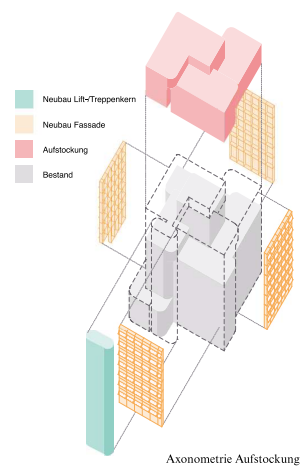 Neubau Lift-/Treppenkern
Neubau Fassade
Aufstockung
Bestand
Axonometrie Aufstockung